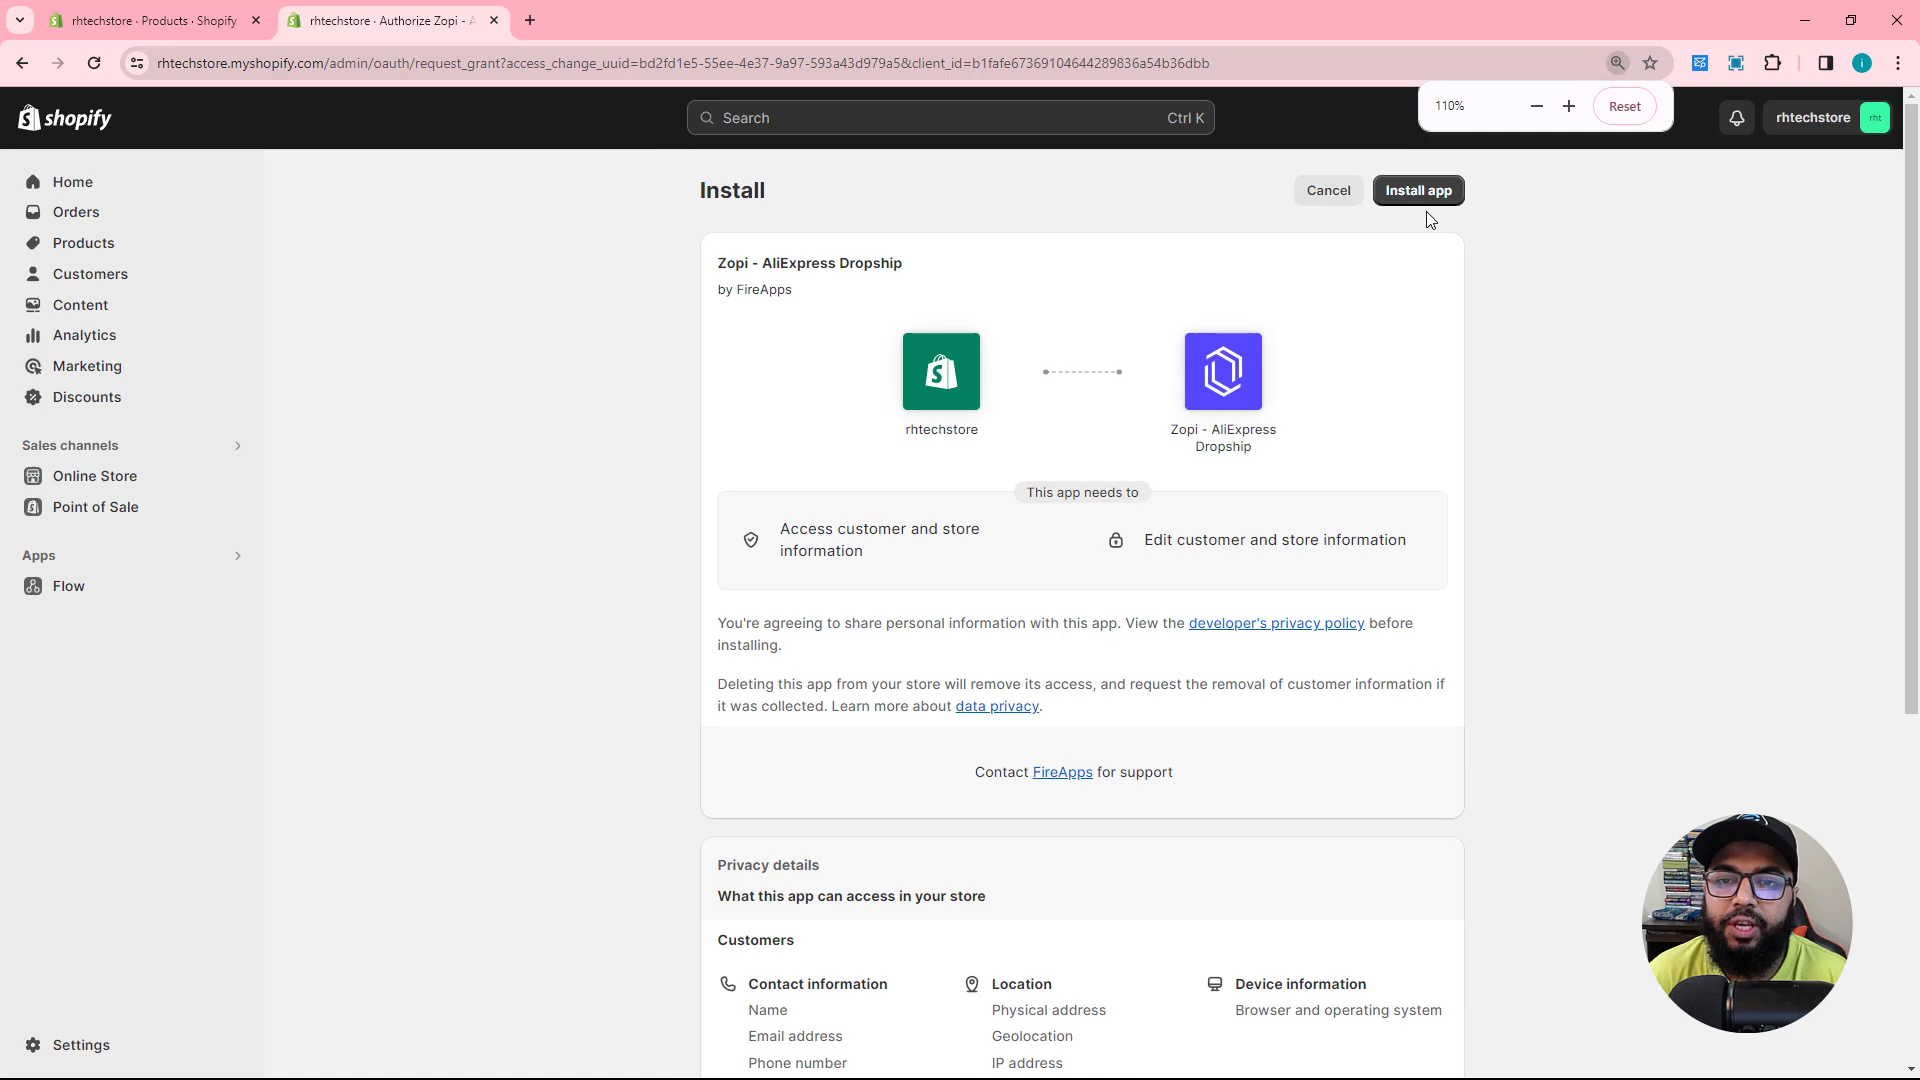 rhtechstore · Products · Shopify
rhtechstore · Authorize Zopi - A
rhtechstore.myshopify.com/admin/oauth/request_grant?access_change_uuid=bd2fd1e5-55ee-4e37-9a97-593a43d979a5&client_id=b1fafe67369104644289836a54b36dbb
i
110%
Reset
shopify
Search
Ctrl K
rhtechstore
rht
Home
Orders
Products
Customers
Content
Analytics
Marketing
Discounts
Sales channels
Online Store
Point of Sale
Apps
Flow
Settings
Install
Cancel
Install app
Zopi - AliExpress Dropship
by FireApps
rhtechstore
Zopi - AliExpress
Dropship
This app needs to
Access customer and store
information
Edit customer and store information
You're agreeing to share personal information with this app. View the developer's privacy policy before
installing.
Deleting this app from your store will remove its access, and request the removal of customer information if
it was collected. Learn more about data privacy.
Contact FireApps for support
Privacy details
What this app can access in your store
Customers
Contact information
Name
Email address
Phone number
Location
Physical address
Geolocation
IP address
Device information
Browser and operating system